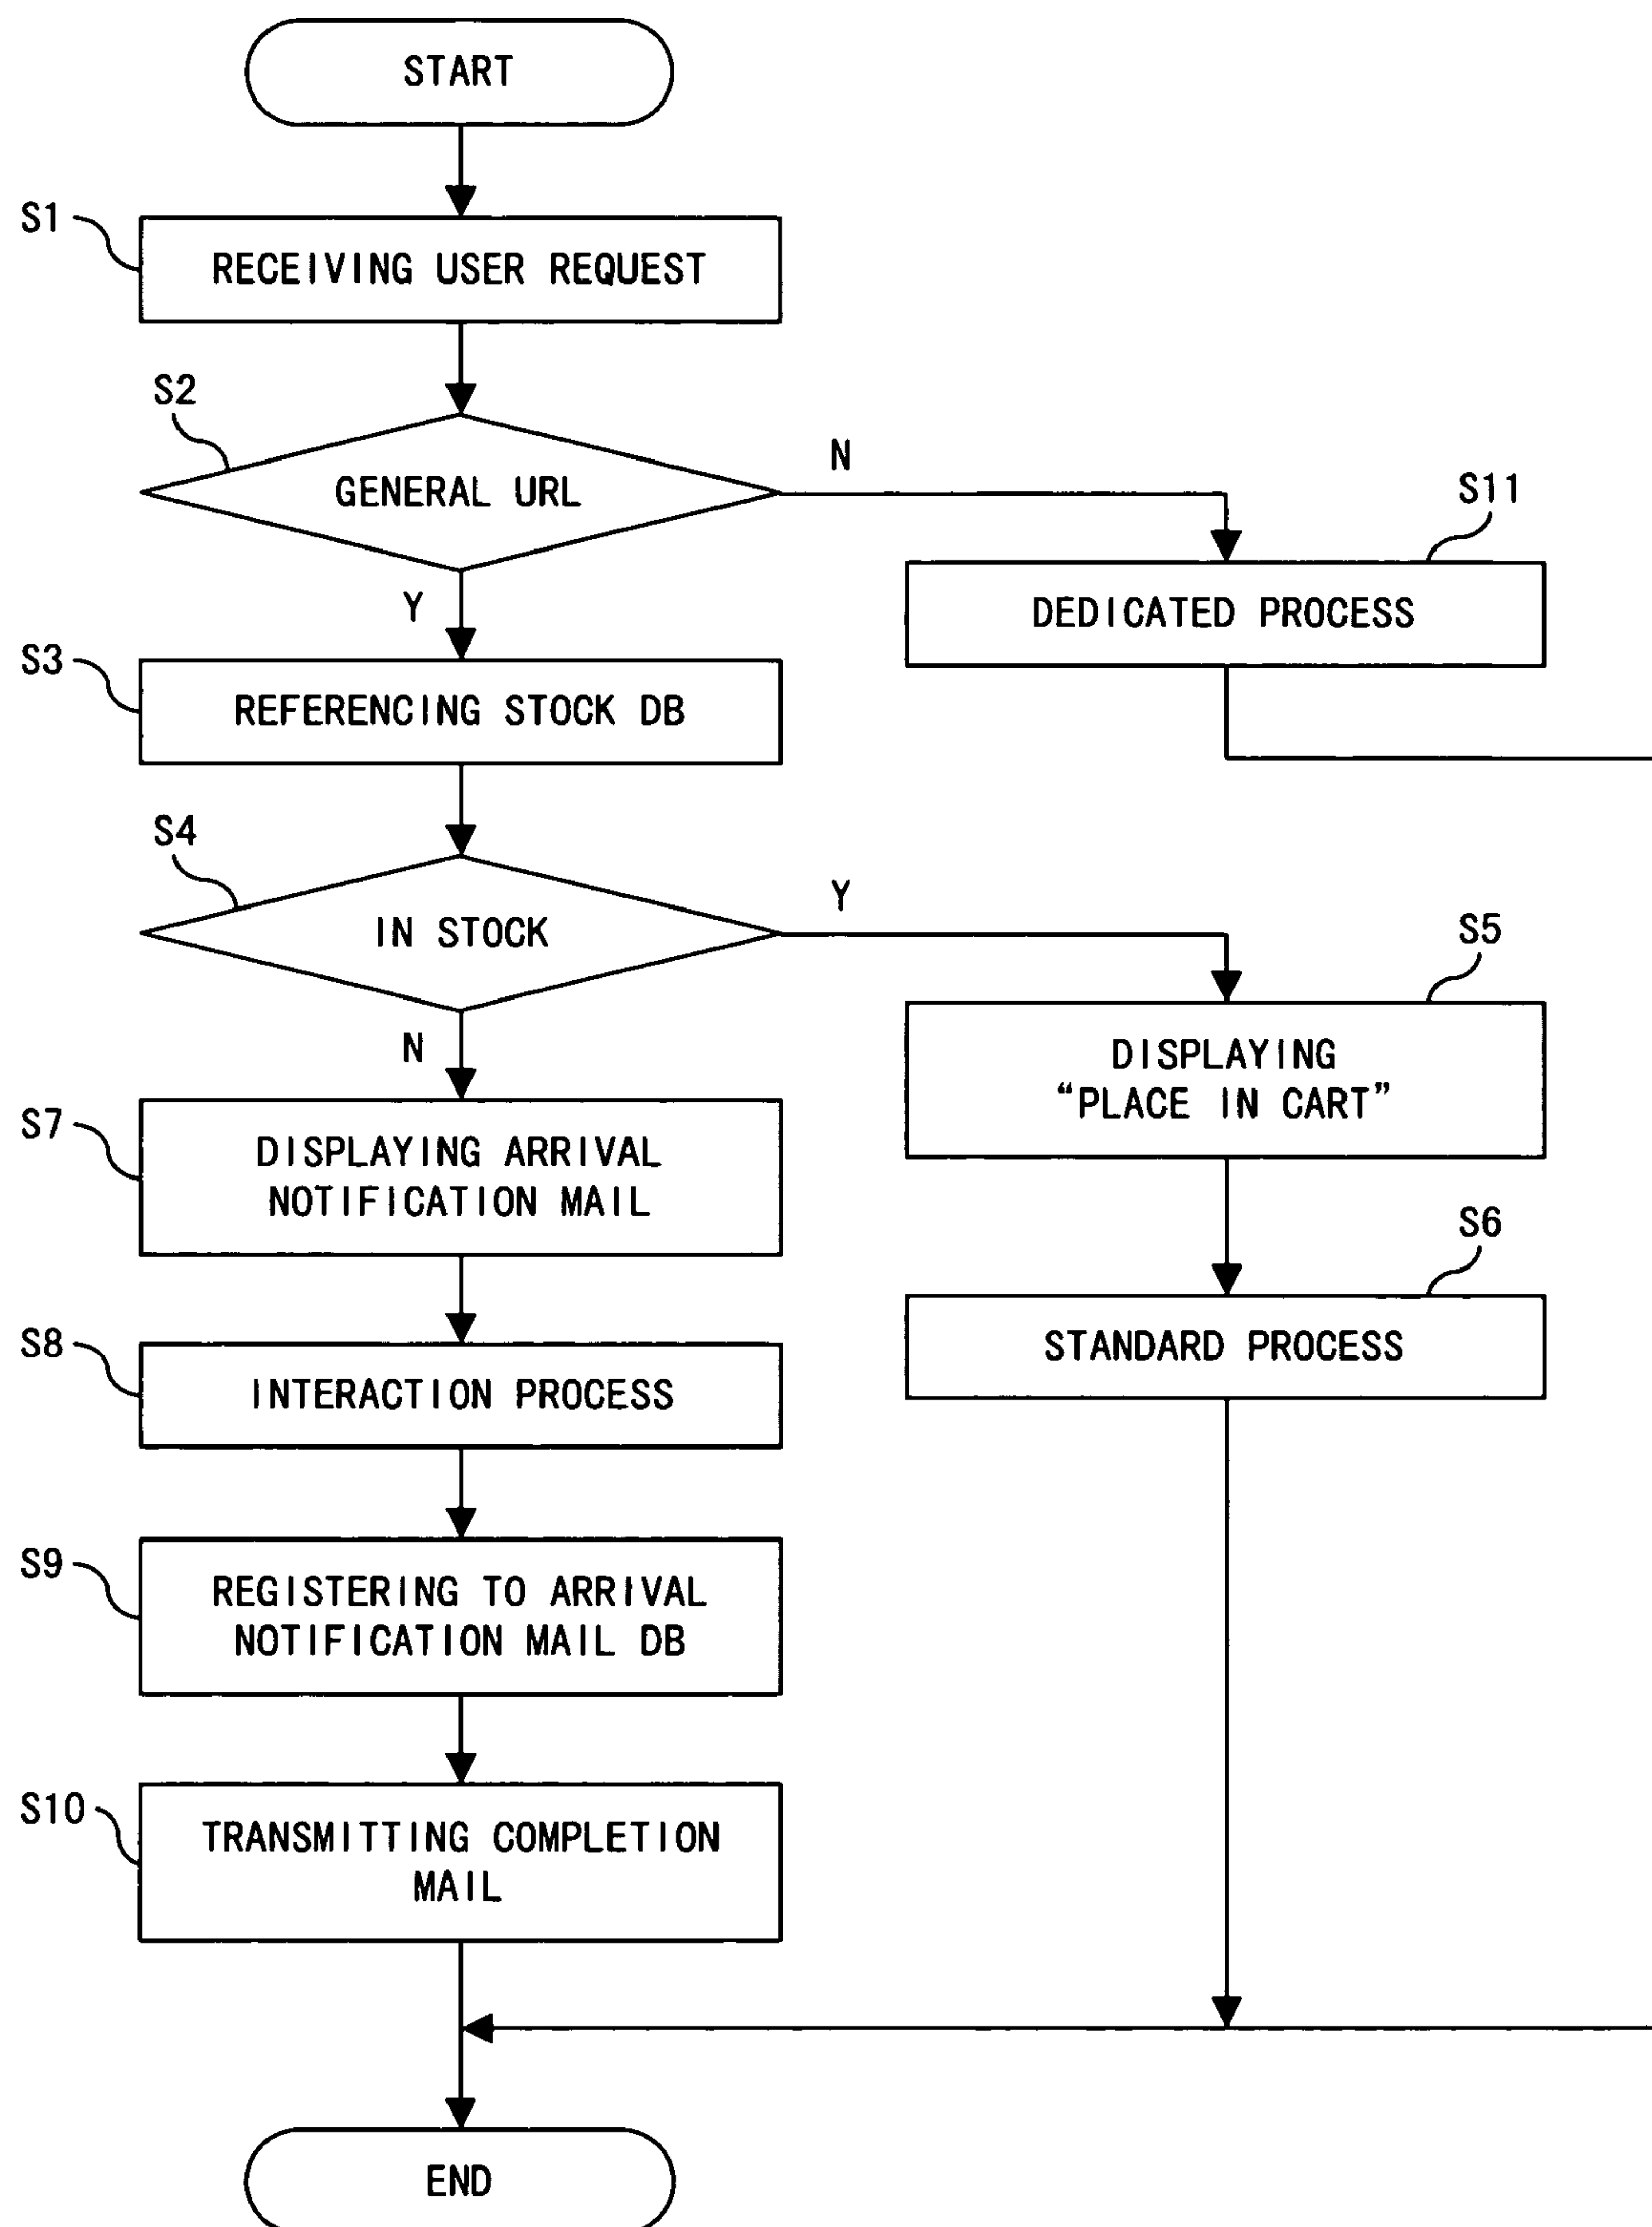 START
S1
RECEIVING USER REQUEST
S2
GENERAL URL
N
Y
S11
DEDICATED PROCESS
S3
REFERENCING STOCK DB
S4
IN STOCK
Y
N
S5
DISPLAYING
“PLACE IN CART”
S7
DISPLAYING ARRIVAL
NOTIFICATION MAIL
S6
STANDARD PROCESS
S8
INTERACTION PROCESS
S9
REGISTERING TO ARRIVAL
NOTIFICATION MAIL DB
S10
TRANSMITTING COMPLETION
MAIL
END